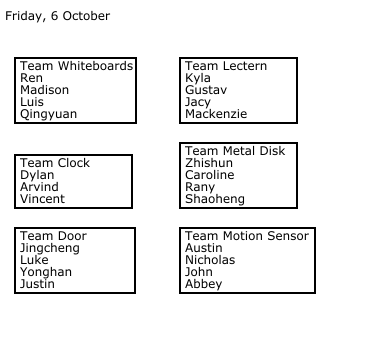 Friday, 6 October
Team Whiteboards
Ren
Madison
Luis
Qingyuan
Team Lectern
Kyla
Gustav
Jacy
Mackenzie
Team Clock
Dylan
Arvind
Vincent
Team Metal Disk
Zhishun
Caroline
Rany
Shaoheng
Team Door
Jingcheng
Luke
Yonghan
Justin
Team Motion Sensor
Austin
Nicholas
John
Abbey